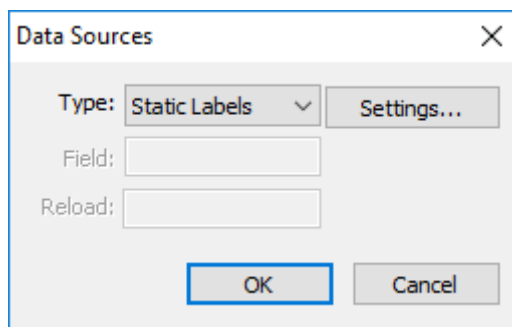 Data Sources
Type: Static Labels Settings...
Field:
Reload:
OK Cancel